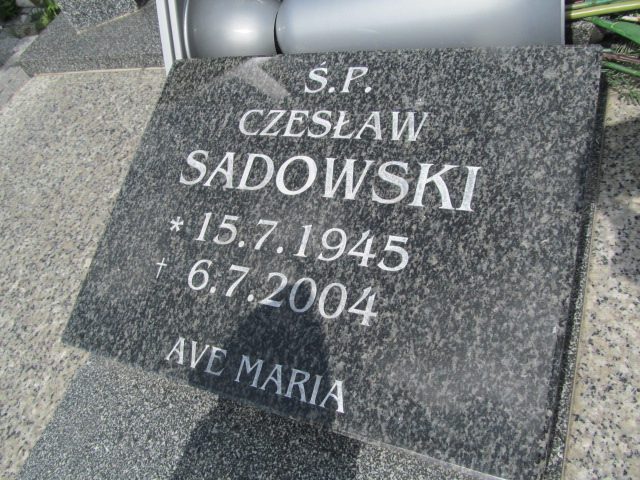 Ś.P.
CZESŁAW
SADOWSKI
* 15.7.1945
† 6.7.2004
AVE MARIA